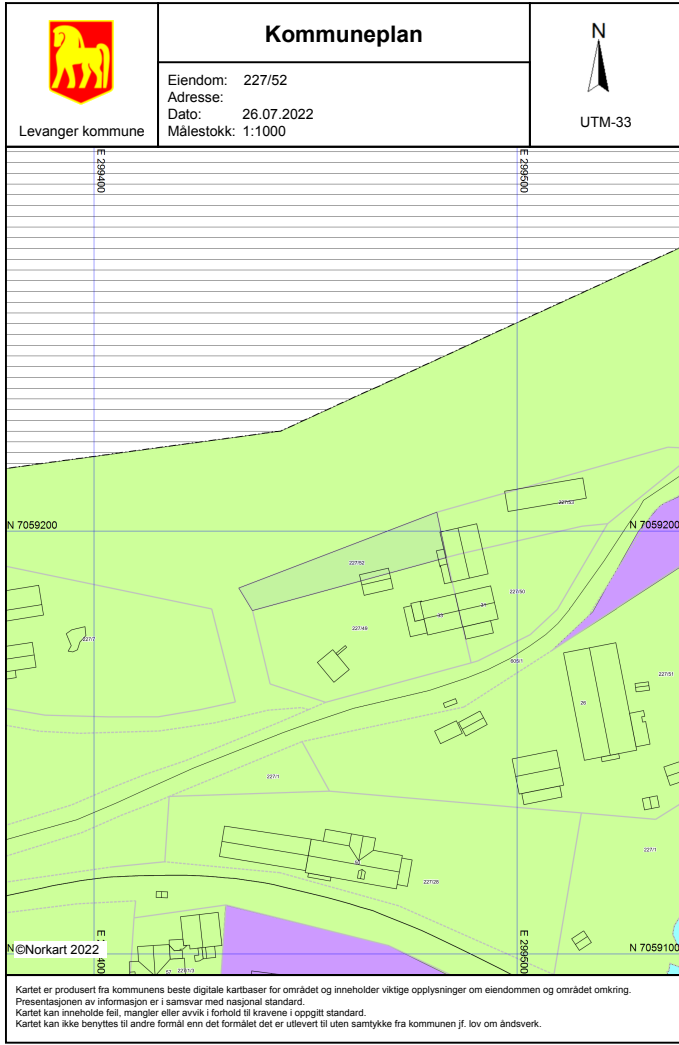 Kommuneplan
Levanger kommune
Eiendom: 227/52
Adresse:
Dato: 26.07.2022
Målestokk: 1:1000
N
UTM-33
E 299400
E 299500
N 7059200
N 7059200
227/53
227/52
227/50
227/49
227/7
605/1
26
227/51
227/1
227/1
227/28
E 299500
N 7059100
©Norkart 2022
Kartet er produsert fra kommunens beste digitale kartbaser for området og inneholder viktige opplysninger om eiendommen og området omkring.
Presentasjonen av informasjon er i samsvar med nasjonal standard.
Kartet kan inneholde feil, mangler eller avvik i forhold til kravene i oppgitt standard.
Kartet kan ikke benyttes til andre formål enn det formålet det er utlevert til uten samtykke fra kommunen jf. lov om åndsverk.